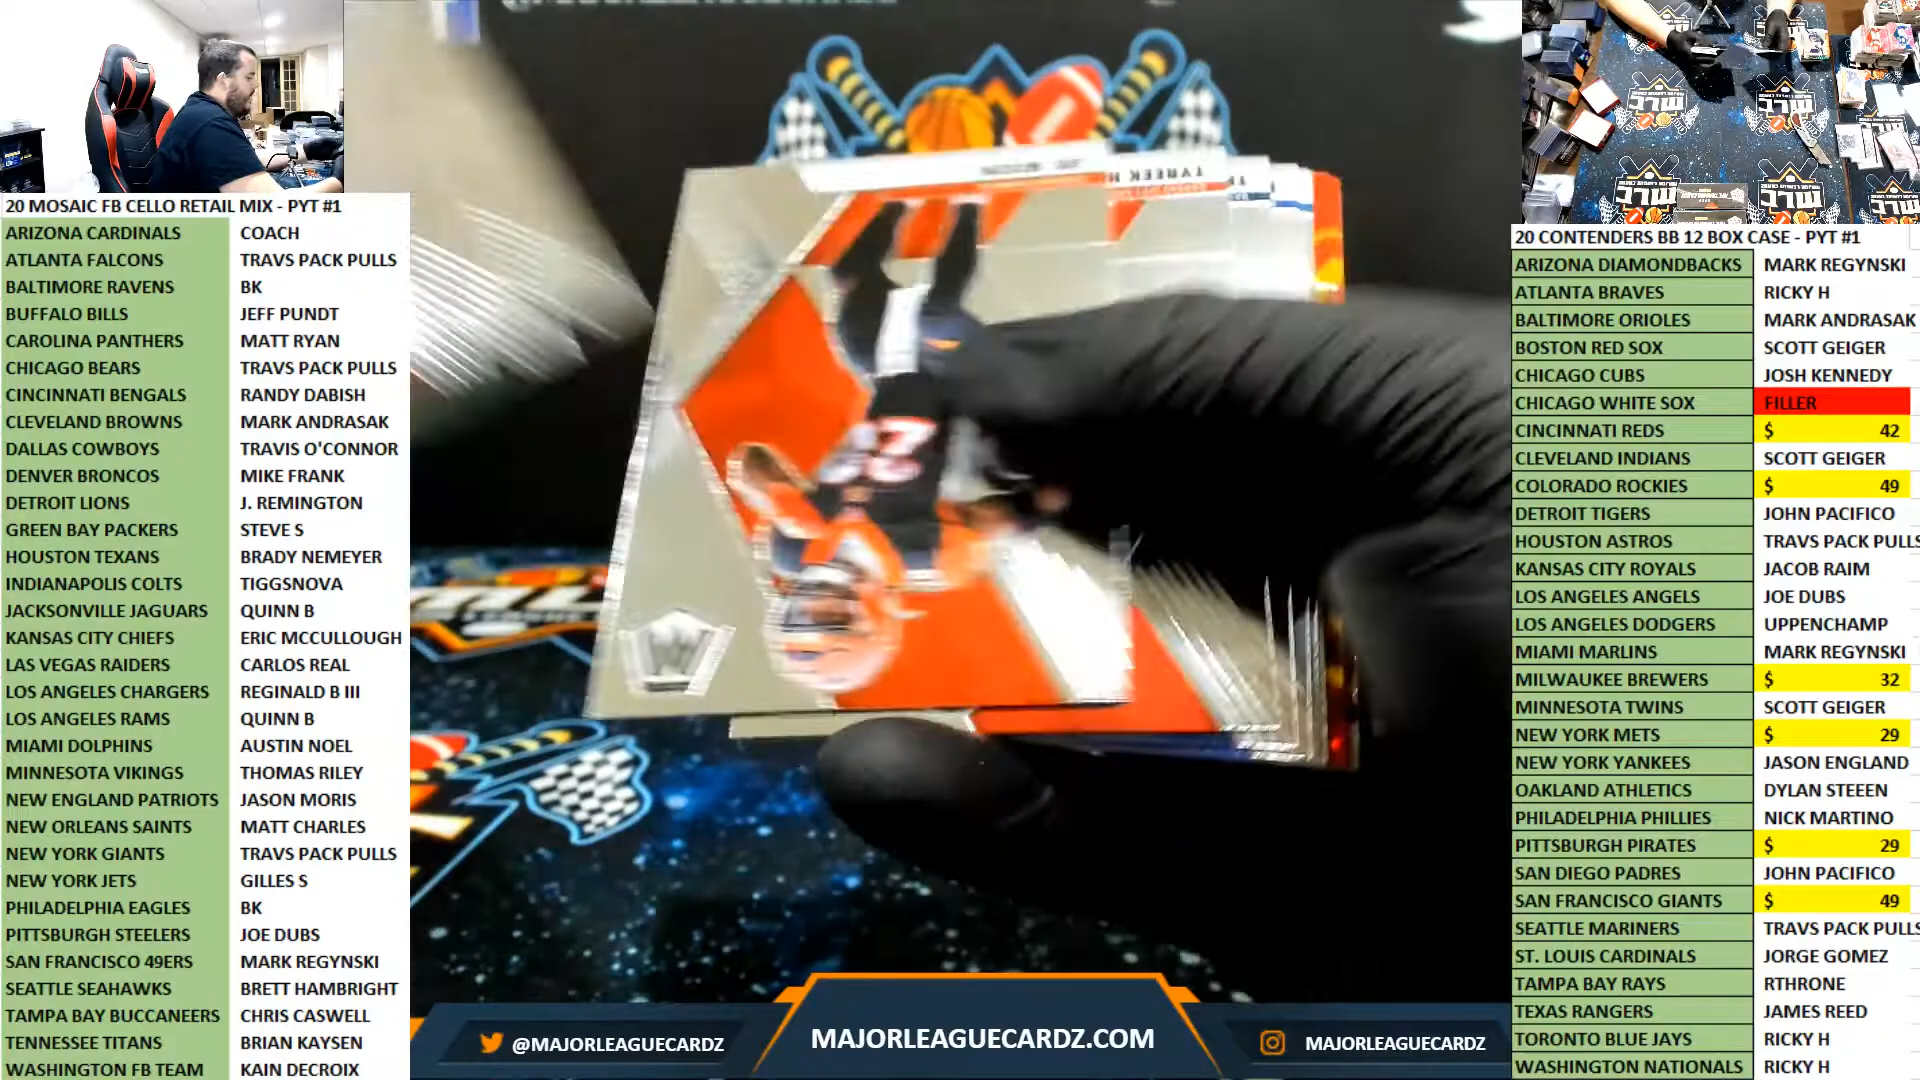 20 MOSAIC FB CELLO RETAIL MIX - PYT #1
ARIZONA CARDINALS COACH
ATLANTA FALCONS TRAVS PACK PULLS
BALTIMORE RAVENS BK
BUFFALO BILLS JEFF PUNDT
CAROLINA PANTHERS MATT RYAN
CHICAGO BEARS TRAVS PACK PULLS
CINCINNATI BENGALS RANDY DABISH
CLEVELAND BROWNS MARK ANDRASAK
DALLAS COWBOYS TRAVIS O'CONNOR
DENVER BRONCOS MIKE FRANK
DETROIT LIONS J. REMINGTON
GREEN BAY PACKERS STEVE S
HOUSTON TEXANS BRADY NEMEYER
INDIANAPOLIS COLTS TIGGSNOVA
JACKSONVILLE JAGUARS QUINN B
KANSAS CITY CHIEFS ERIC MCCULLOUGH
LAS VEGAS RAIDERS CARLOS REAL
LOS ANGELES CHARGERS REGINALD B III
LOS ANGELES RAMS QUINN B
MIAMI DOLPHINS AUSTIN NOEL
MINNESOTA VIKINGS THOMAS RILEY
NEW ENGLAND PATRIOTS JASON MORIS
NEW ORLEANS SAINTS MATT CHARLES
NEW YORK GIANTS TRAVS PACK PULLS
NEW YORK JETS GILLES S
PHILADELPHIA EAGLES BK
PITTSBURGH STEELERS JOE DUBS
SAN FRANCISCO 49ERS MARK REGYNSKI
SEATTLE SEAHAWKS BRETT HAMBRIGHT
TAMPA BAY BUCCANEERS CHRIS CASWELL
TENNESSEE TITANS BRIAN KAYSEN
WASHINGTON FB TEAM KAIN DECROIX
TYREEK H
@MAJORLEAGUECARDZ
MAJORLEAGUECARDZ.COM
MAJORLEAGUECARDZ
20 CONTENDERS BB 12 BOX CASE - PYT #1
ARIZONA DIAMONDBACKS MARK REGYNSKI
ATLANTA BRAVES RICKY H
BALTIMORE ORIOLES MARK ANDRASAK
BOSTON RED SOX SCOTT GEIGER
CHICAGO CUBS JOSH KENNEDY
CHICAGO WHITE SOX FILLER
CINCINNATI REDS $ 42
CLEVELAND INDIANS SCOTT GEIGER
COLORADO ROCKIES $ 49
DETROIT TIGERS JOHN PACIFICO
HOUSTON ASTROS TRAVS PACK PULLS
KANSAS CITY ROYALS JACOB RAIM
LOS ANGELES ANGELS JOE DUBS
LOS ANGELES DODGERS UPPENCHAMP
MIAMI MARLINS MARK REGYNSKI
MILWAUKEE BREWERS $ 32
MINNESOTA TWINS SCOTT GEIGER
NEW YORK METS $ 29
NEW YORK YANKEES JASON ENGLAND
OAKLAND ATHLETICS DYLAN STEEEN
PHILADELPHIA PHILLIES NICK MARTINO
PITTSBURGH PIRATES $ 29
SAN DIEGO PADRES JOHN PACIFICO
SAN FRANCISCO GIANTS $ 49
SEATTLE MARINERS TRAVS PACK PULLS
ST. LOUIS CARDINALS JORGE GOMEZ
TAMPA BAY RAYS RTHRONE
TEXAS RANGERS JAMES REED
TORONTO BLUE JAYS RICKY H
WASHINGTON NATIONALS RICKY H